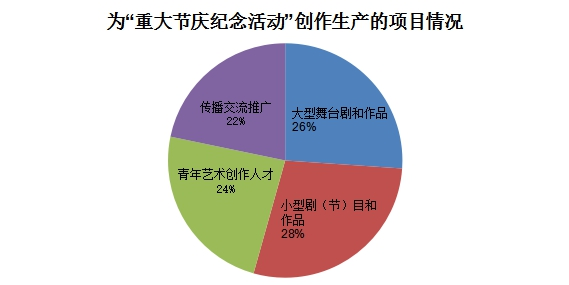 为“重大节庆纪念活动”创作生产的项目情况
大型舞台剧和作品
26%
小型剧（节）目和
作品
28%
青年艺术创作人才
24%
传播交流推广
22%